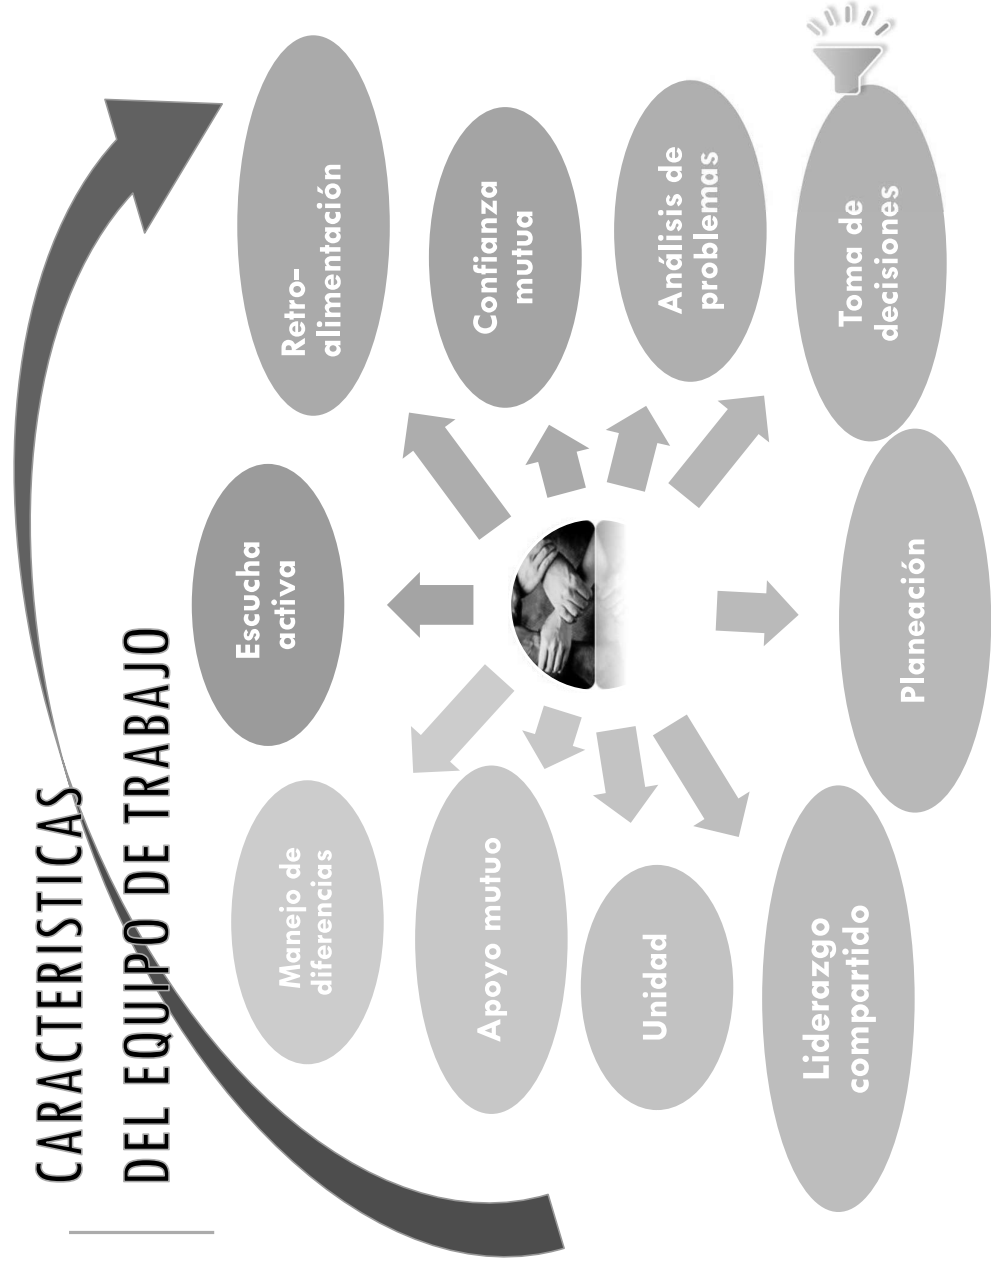 CARACTERISTICAS
DEL EQUIPO DE TRABAJO
Escucha
activa
Retro-
alimentación
Confianza
mutua
Análisis de
problemas
Toma de
decisiones
Planeación
Liderazgo
compartido
Unidad
Apoyo mutuo
Manejo de
diferencias